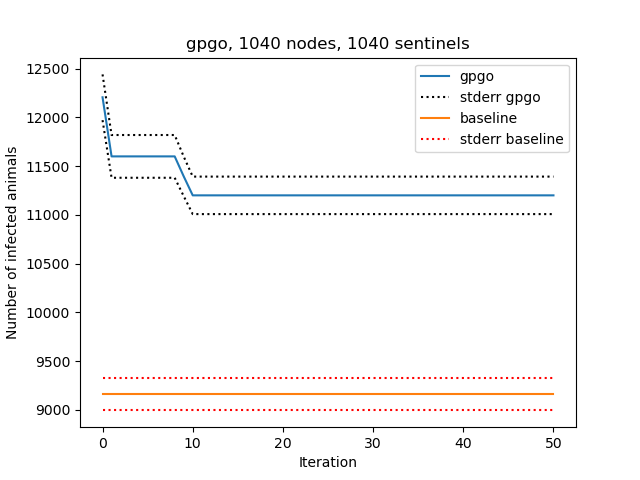 gpgo, 1040 nodes, 1040 sentinels
12500
12000
11500
11000
10500
10000
9500
9000
Number of infected animals
gpgo
stderr gpgo
baseline
stderr baseline
0 10 20 30 40 50
Iteration